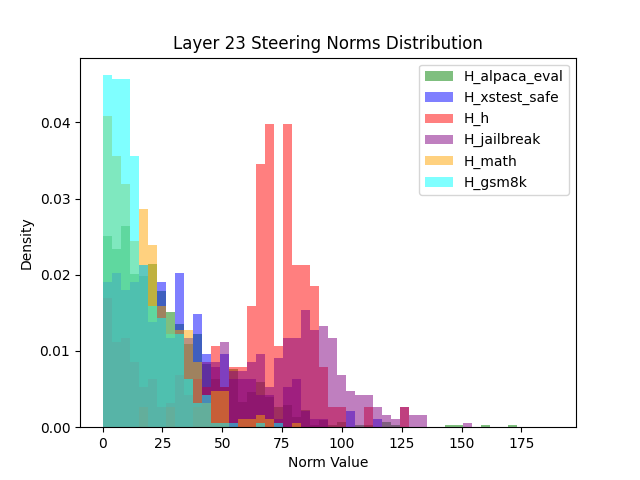 Layer 23 Steering Norms Distribution
H_alpaca_eval
H_xstest_safe
H_h
H_jailbreak
H_math
H_gsm8k
Density
0.04
0.03
0.02
0.01
0.00
0 25 50 75 100 125 150 175
Norm Value